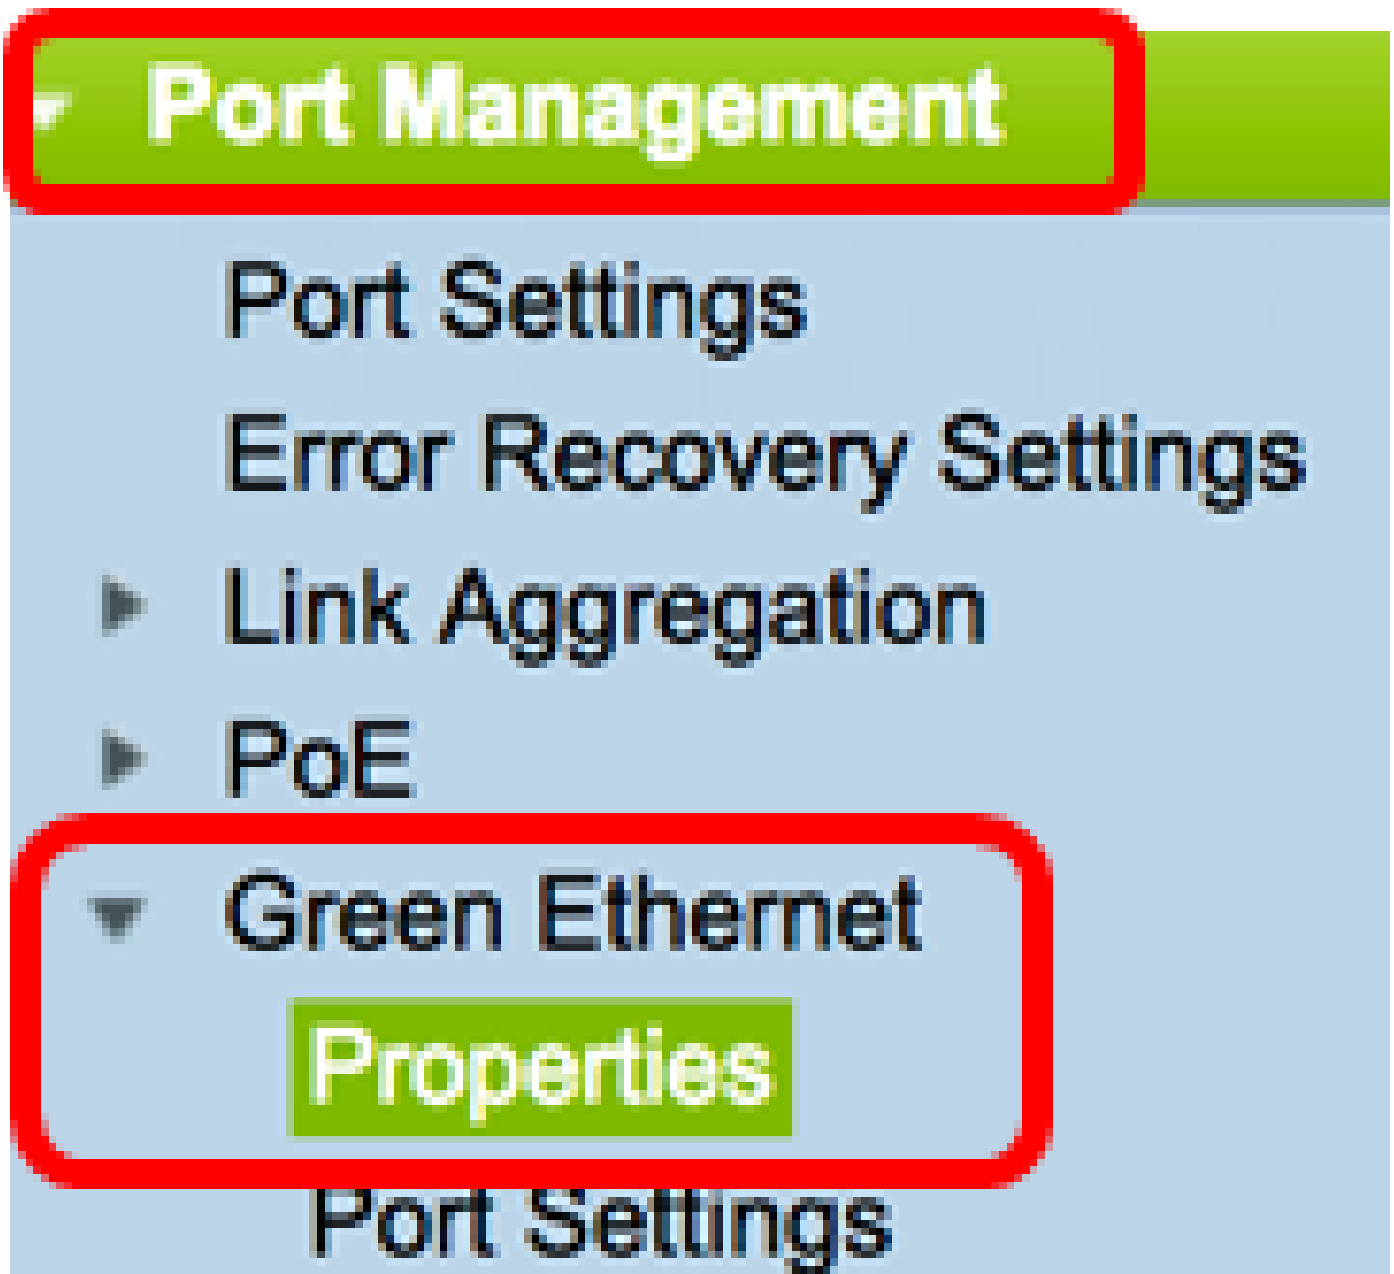 Port Management
Port Settings
Error Recovery Settings
Link Aggregation
PoE
Green Ethernet
Properties
Port Settings